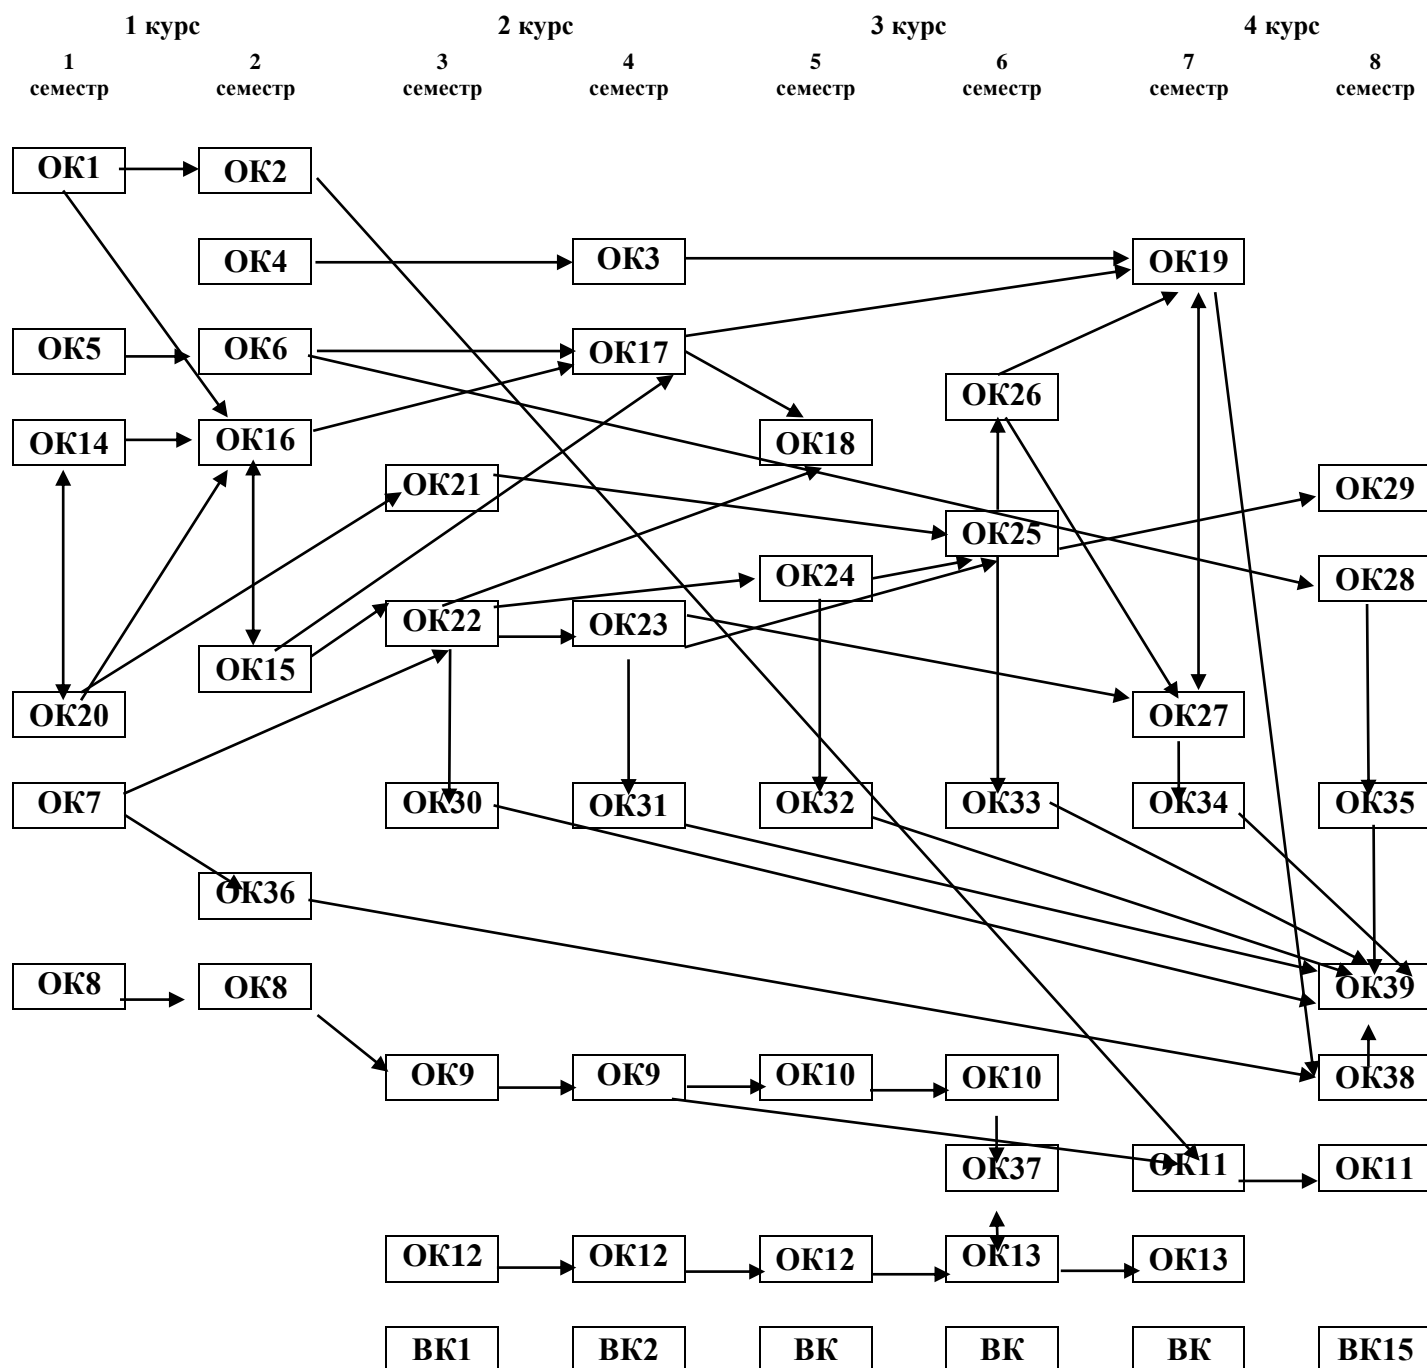 1 курс 2 курс 3 курс 4 курс
1 2 3 4 5 6 7 8
семестр семестр семестр семестр семестр семестр семестр семестр
ОК1 ОК2
ОК4 ОК3 ОК19
ОК5 ОК6 ОК17
ОК26
ОК14 ОК16 ОК18
ОК21 ОК29
ОК25
ОК24 ОК28
ОК22 ОК23
ОК15
ОК20 ОК27
ОК7 ОК30 ОК31 ОК32 ОК33 ОК34 ОК35
ОК36
ОК8 ОК8 ОК39
ОК9 ОК9 ОК10 ОК10 ОК38
ОК37 ОК11 ОК11
ОК12 ОК12 ОК12 ОК13 ОК13
ВК1 ВК2 ВК ВК ВК ВК15